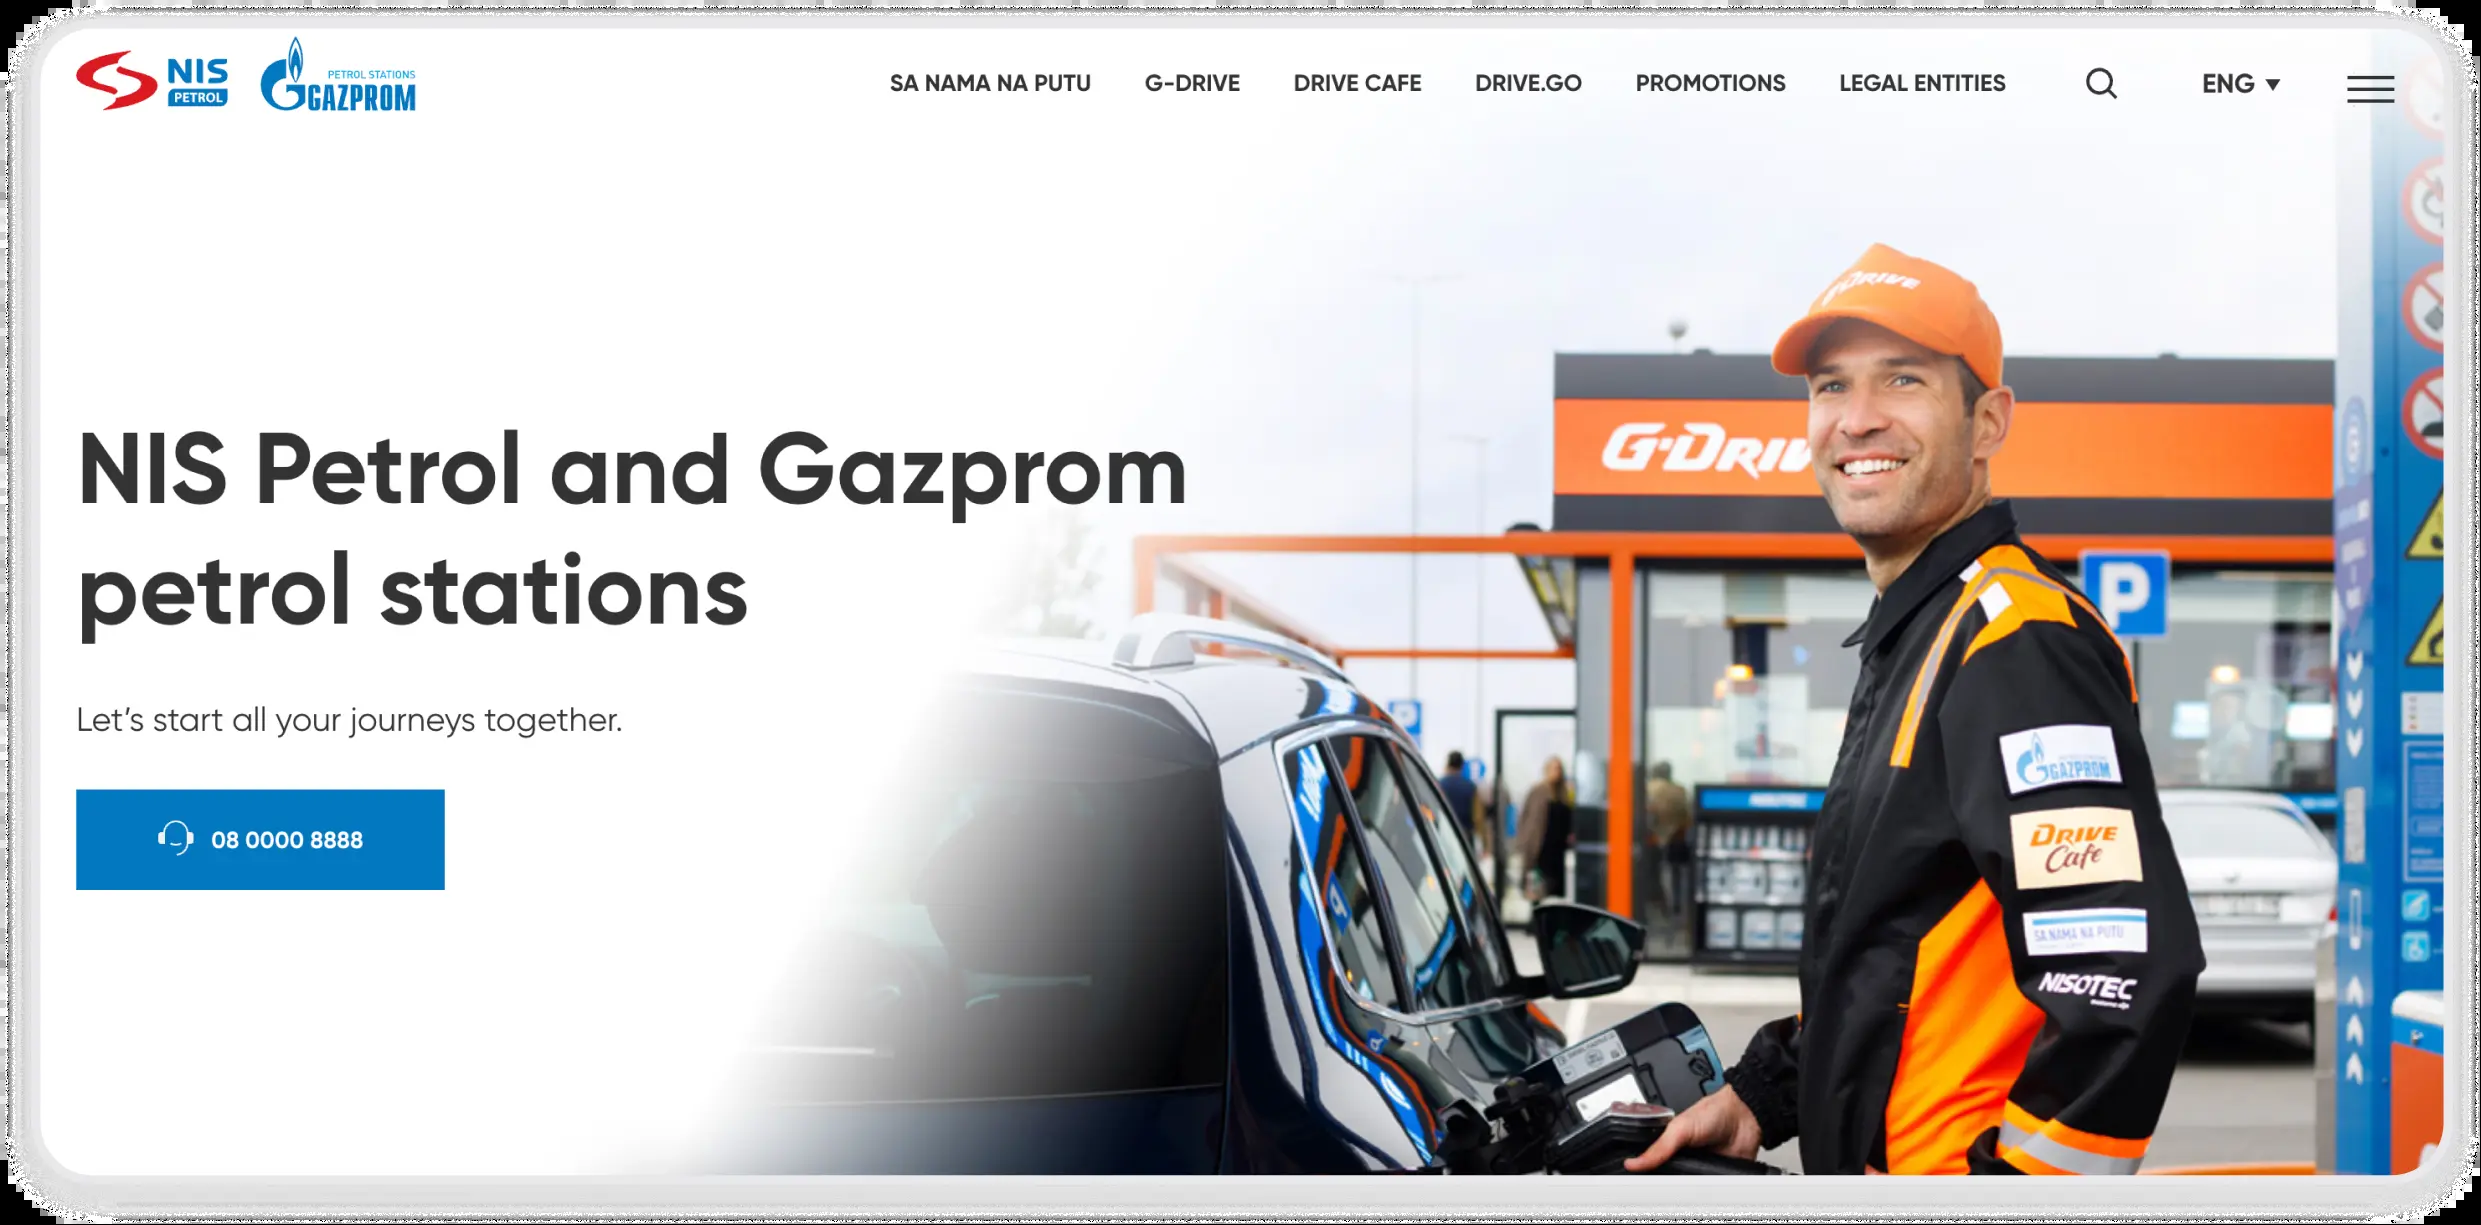 NIS
PETROL
PETROL STATIONS
GAZPROM
SA NAMA NA PUTU
G-DRIVE
DRIVE CAFE
DRIVE.GO
PROMOTIONS
LEGAL ENTITIES
ENG
NIS Petrol and Gazprom
petrol stations
Let’s start all your journeys together.
08 0000 8888
G-DRIVE
G-DRIV
P
P
GAZPROM
DRIVE
Cafe
SA NAMA NA PUTU
NISOTEC